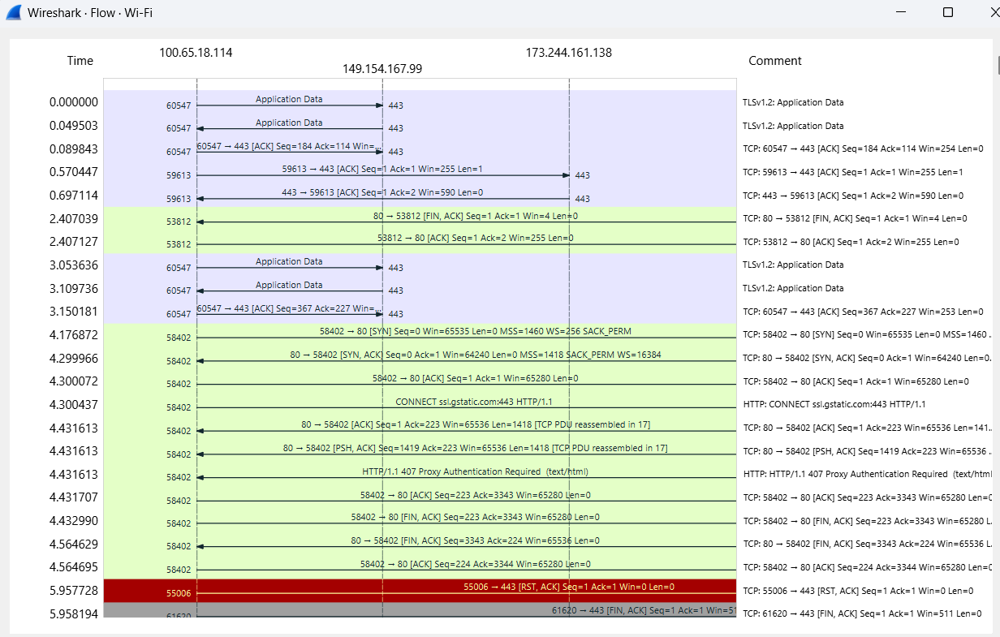 Wireshark · Flow · Wi-Fi
Time 100.65.18.114 149.154.167.99 173.244.161.138 Comment
0.000000 60547 Application Data 443 TLSv1.2: Application Data
0.049503 60547 Application Data 443 TLSv1.2: Application Data
0.089843 60547 60547 → 443 [ACK] Seq=184 Ack=114 Win=... 443 TCP: 60547 → 443 [ACK] Seq=184 Ack=114 Win=254 Len=0
0.570447 59613 59613 → 443 [ACK] Seq=1 Ack=1 Win=255 Len=1 443 TCP: 59613 → 443 [ACK] Seq=1 Ack=1 Win=255 Len=1
0.697114 59613 443 → 59613 [ACK] Seq=1 Ack=2 Win=590 Len=0 443 TCP: 443 → 59613 [ACK] Seq=1 Ack=2 Win=590 Len=0
2.407039 53812 80 → 53812 [FIN, ACK] Seq=1 Ack=1 Win=4 Len=0 TCP: 80 → 53812 [FIN, ACK] Seq=1 Ack=1 Win=4 Len=0
2.407127 53812 53812 → 80 [ACK] Seq=1 Ack=2 Win=255 Len=0 TCP: 53812 → 80 [ACK] Seq=1 Ack=2 Win=255 Len=0
3.053636 60547 Application Data 443 TLSv1.2: Application Data
3.109736 60547 Application Data 443 TLSv1.2: Application Data
3.150181 60547 60547 → 443 [ACK] Seq=367 Ack=227 Win=... 443 TCP: 60547 → 443 [ACK] Seq=367 Ack=227 Win=253 Len=0
4.176872 58402 58402 → 80 [SYN] Seq=0 Win=65535 Len=0 MSS=1460 WS=256 SACK_PERM TCP: 58402 → 80 [SYN] Seq=0 Win=65535 Len=0 MSS=1460 ..
4.299966 58402 80 → 58402 [SYN, ACK] Seq=0 Ack=1 Win=64240 Len=0 MSS=1418 SACK_PERM WS=16384 TCP: 80 → 58402 [SYN, ACK] Seq=0 Ack=1 Win=64240 Len=0..
4.300072 58402 58402 → 80 [ACK] Seq=1 Ack=1 Win=65280 Len=0 TCP: 58402 → 80 [ACK] Seq=1 Ack=1 Win=65280 Len=0
4.300437 58402 CONNECT ssl.gstatic.com:443 HTTP/1.1 HTTP: CONNECT ssl.gstatic.com:443 HTTP/1.1
4.431613 58402 80 → 58402 [ACK] Seq=1 Ack=223 Win=65536 Len=1418 [TCP PDU reassembled in 17] TCP: 80 → 58402 [ACK] Seq=1 Ack=223 Win=65536 Len=141..
4.431613 58402 80 → 58402 [PSH, ACK] Seq=1419 Ack=223 Win=65536 Len=1418 [TCP PDU reassembled in 17] TCP: 80 → 58402 [PSH, ACK] Seq=1419 Ack=223 Win=65536 ..
4.431613 58402 HTTP/1.1 407 Proxy Authentication Required (text/html) HTTP: HTTP/1.1 407 Proxy Authentication Required (text/html
4.431707 58402 58402 → 80 [ACK] Seq=223 Ack=3343 Win=65280 Len=0 TCP: 58402 → 80 [ACK] Seq=223 Ack=3343 Win=65280 Len=0
4.432990 58402 58402 → 80 [FIN, ACK] Seq=223 Ack=3343 Win=65280 Len=0 TCP: 58402 → 80 [FIN, ACK] Seq=223 Ack=3343 Win=65280 L..
4.564629 58402 80 → 58402 [FIN, ACK] Seq=3343 Ack=224 Win=65536 Len=0 TCP: 80 → 58402 [FIN, ACK] Seq=3343 Ack=224 Win=65536 L..
4.564695 58402 58402 → 80 [ACK] Seq=224 Ack=3344 Win=65280 Len=0 TCP: 58402 → 80 [ACK] Seq=224 Ack=3344 Win=65280 Len=0
5.957728 55006 55006 → 443 [RST, ACK] Seq=1 Ack=1 Win=0 Len=0 TCP: 55006 → 443 [RST, ACK] Seq=1 Ack=1 Win=0 Len=0
5.958194 61620 61620 → 443 [FIN, ACK] Seq=1 Ack=1 Win=51 TCP: 61620 → 443 [FIN, ACK] Seq=1 Ack=1 Win=511 Len=0